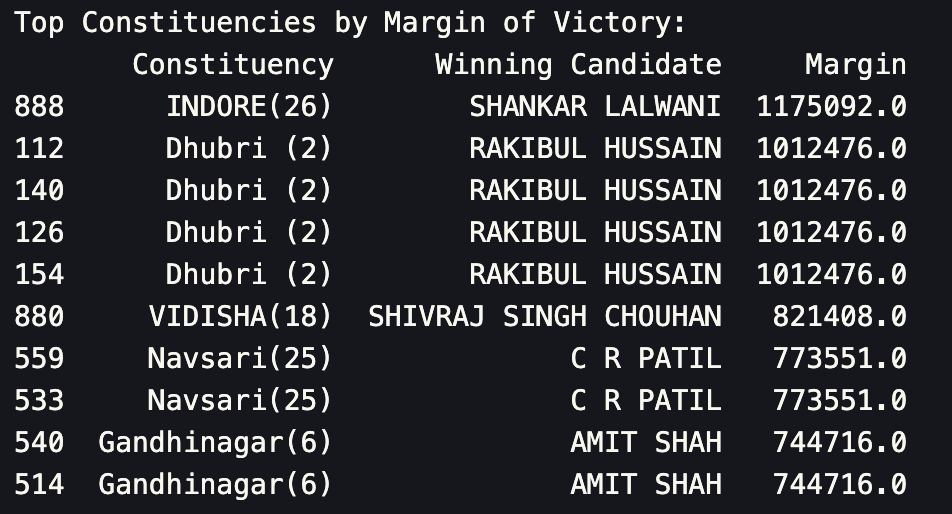 Top Constituencies by Margin of Victory:
Constituency Winning Candidate Margin
888 INDORE(26) SHANKAR LALWANI 1175092.0
112 Dhubri (2) RAKIBUL HUSSAIN 1012476.0
140 Dhubri (2) RAKIBUL HUSSAIN 1012476.0
126 Dhubri (2) RAKIBUL HUSSAIN 1012476.0
154 Dhubri (2) RAKIBUL HUSSAIN 1012476.0
880 VIDISHA(18) SHIVRAJ SINGH CHOUHAN 821408.0
559 Navsari(25) C R PATIL 773551.0
533 Navsari(25) C R PATIL 773551.0
540 Gandhinagar(6) AMIT SHAH 744716.0
514 Gandhinagar(6) AMIT SHAH 744716.0